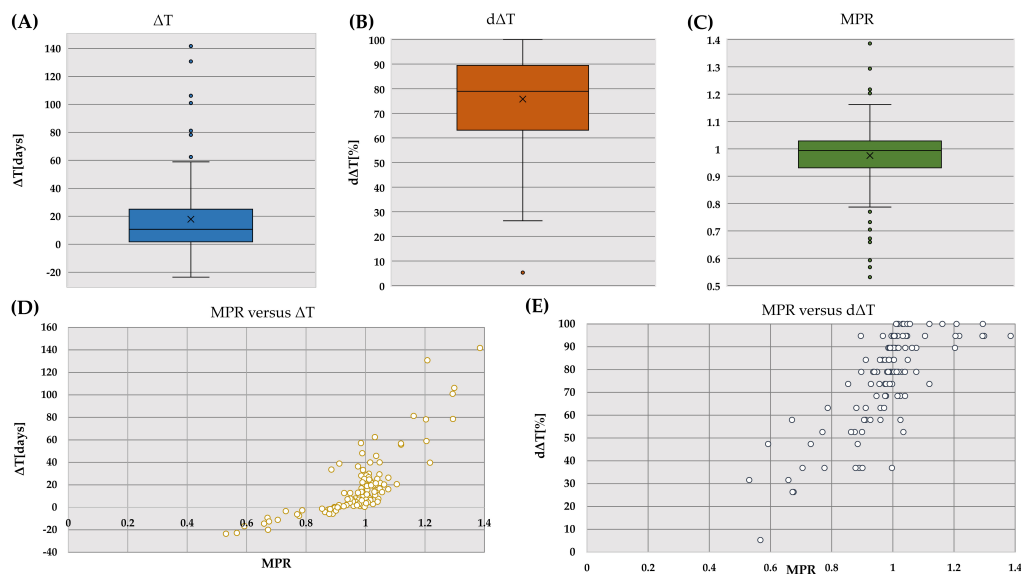 (A)
ΔT
ΔT[days]
140
120
100
80
60
40
20
0
-20
(B)
dΔT
dΔT[%]
100
90
80
70
60
50
40
30
20
10
0
(C)
MPR
1.4
1.3
1.2
1.1
1
0.9
0.8
0.7
0.6
0.5
(D)
MPR versus ΔT
ΔT[days]
160
140
120
100
80
60
40
20
0
-20
-40
0 0 0.2 0.4 0.6 0.8 1 1.2 1.4
MPR
(E)
MPR versus dΔT
dΔT[%]
100
90
80
70
60
50
40
30
20
10
0
0 0 0.2 0.4 0.6 0.8 1 1.2 1.4
MPR